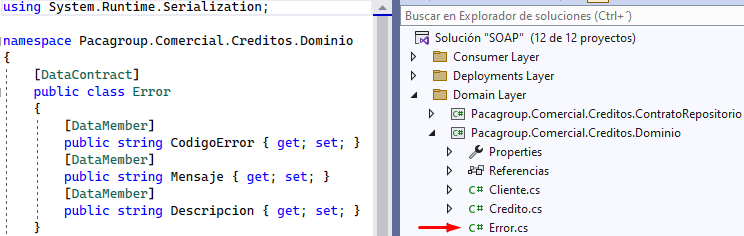 using System.Runtime.Serialization;
namespace Pacagroup.Comercial.Creditos.Dominio
{
[DataContract]
public class Error
{
[DataMember]
public string CodigoError { get; set; }
[DataMember]
public string Mensaje { get; set; }
[DataMember]
public string Descripcion { get; set; }
}
Buscar en Explorador de soluciones (Ctrl+´)
Solución "SOAP" (12 de 12 proyectos)
Consumer Layer
Deployments Layer
Domain Layer
C# Pacagroup.Comercial.Creditos.ContratoRepositorio
C# Pacagroup.Comercial.Creditos.Dominio
Properties
Referencias
C# Cliente.cs
C# Credito.cs
C# Error.cs